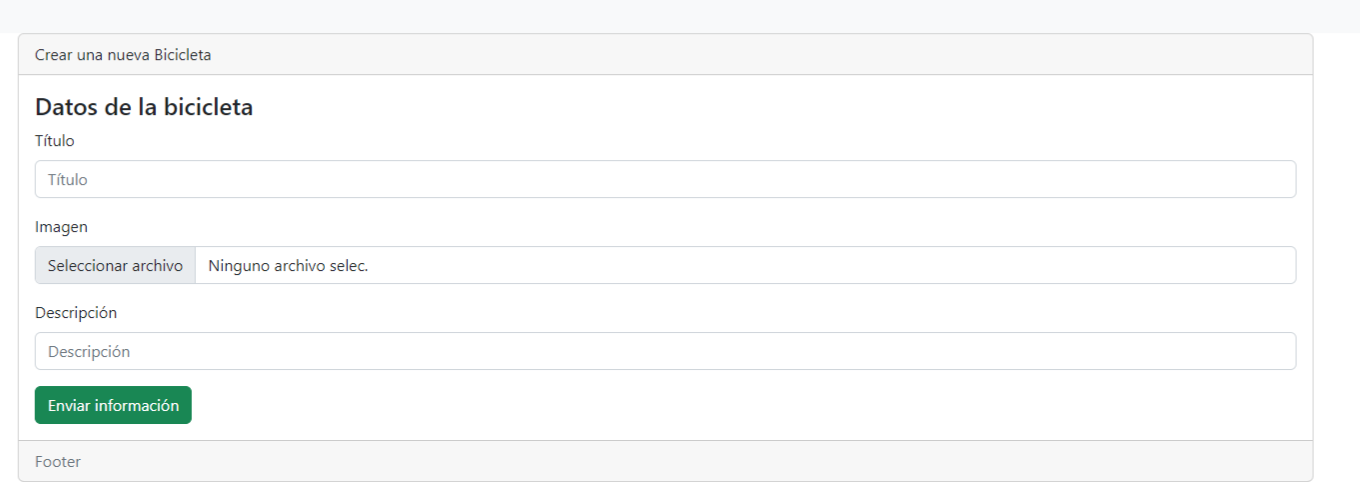 Crear una nueva Bicicleta
Datos de la bicicleta
Título
Título
Imagen
Seleccionar archivo Ninguno archivo selec.
Descripción
Descripción
Enviar información
Footer